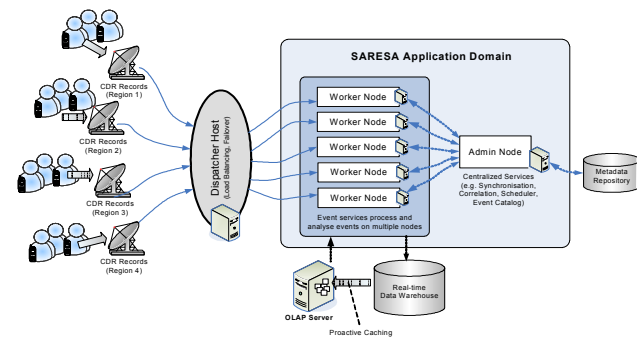 SARESA Application Domain
CDR Records
(Region 1)
CDR Records
(Region 2)
CDR Records
(Region 3)
CDR Records
(Region 4)
Dispatcher Host
(Load Balancing, Failover)
Worker Node
Worker Node
Worker Node
Worker Node
Worker Node
Event services process and
analyse events on multiple nodes
Admin Node
Centralized Services
(e.g. Synchronisation,
Correlation, Scheduler,
Event Catalog)
Metadata
Repository
OLAP Server
Real-time
Data Warehouse
Proactive Caching